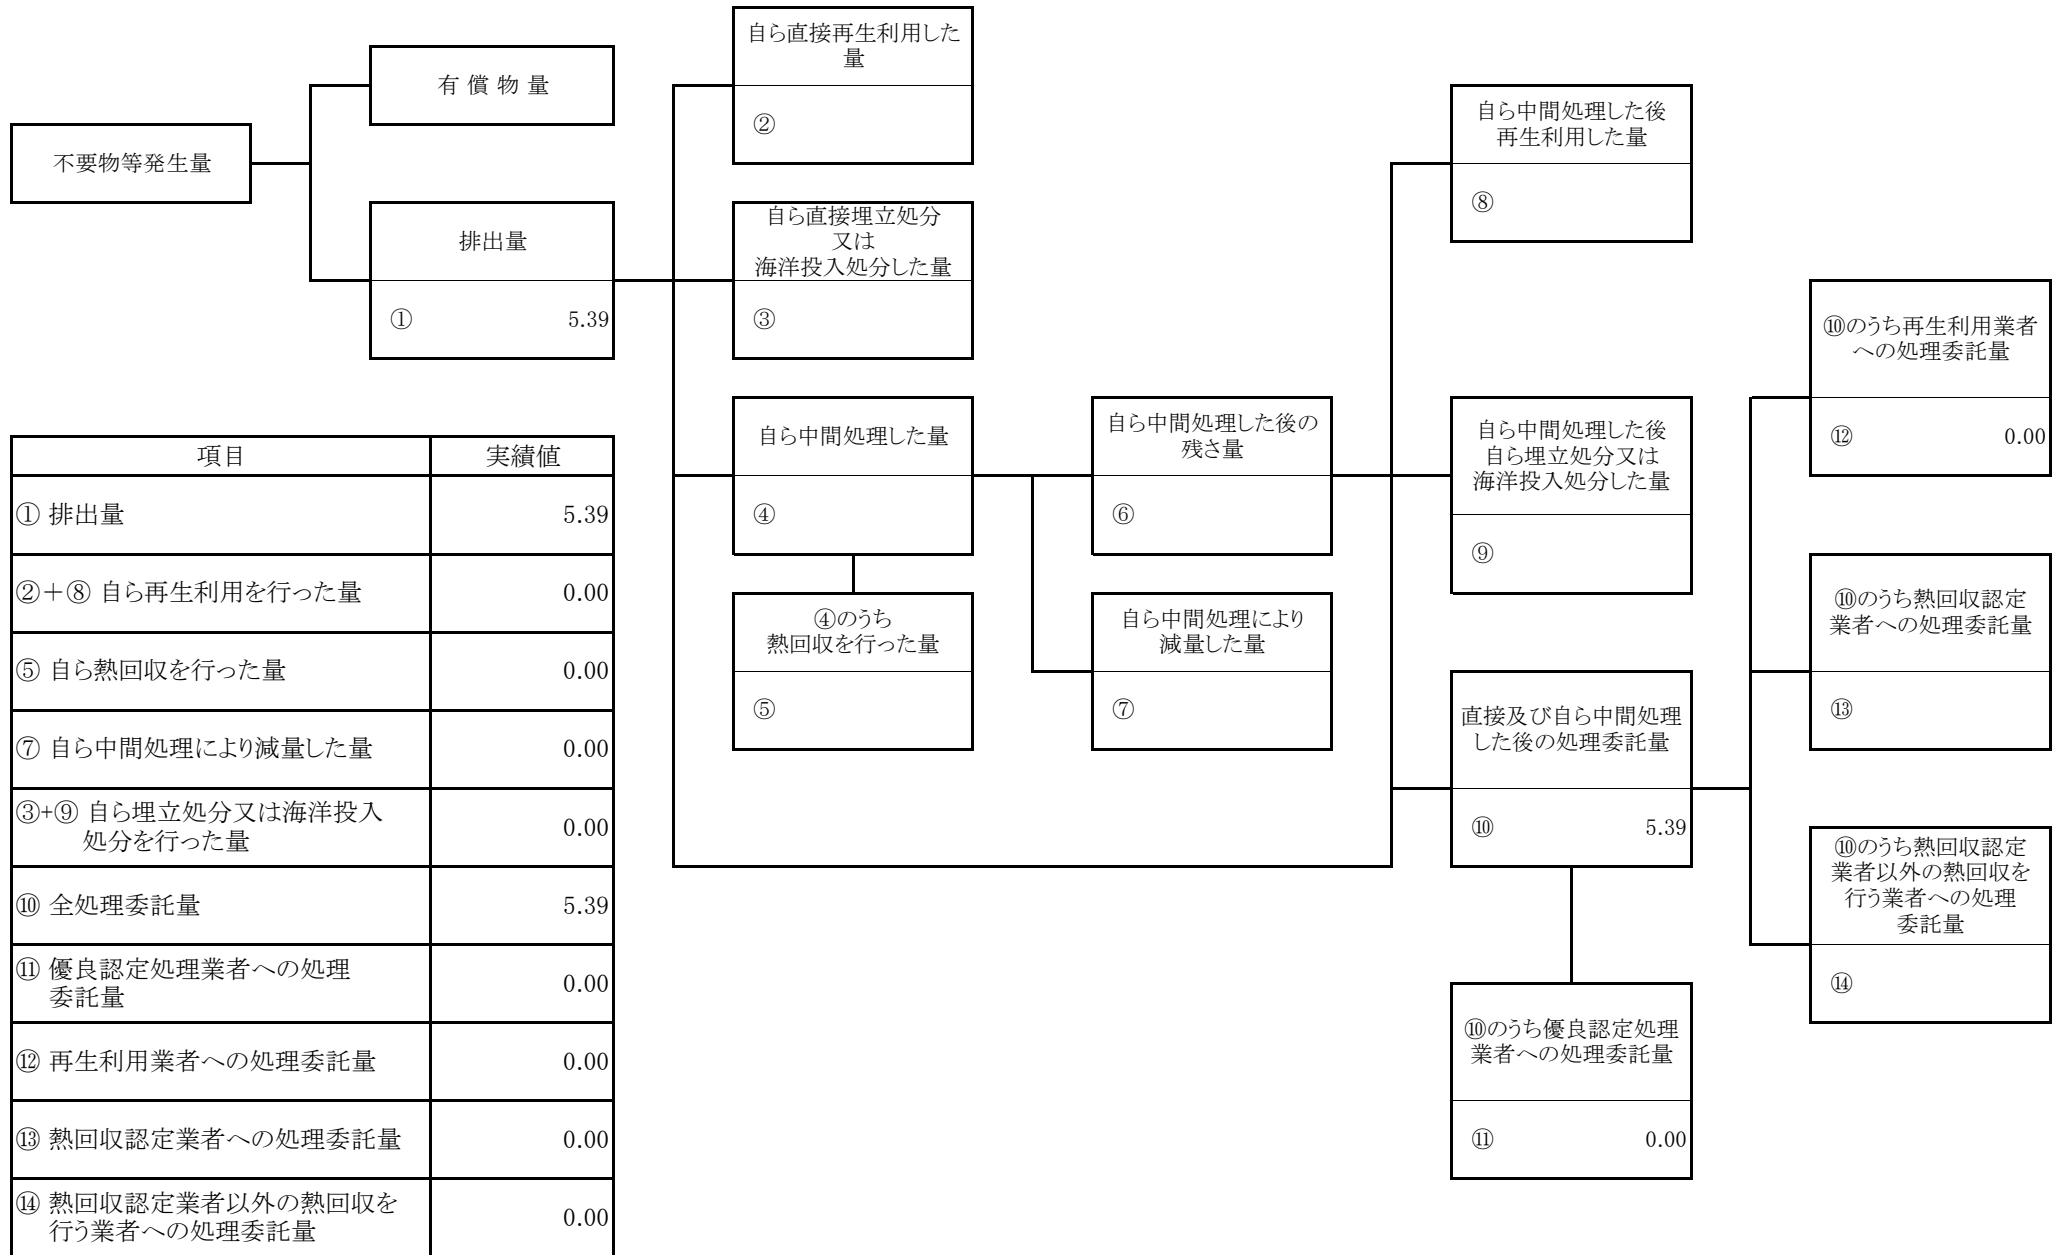 不要物等発生量
有 償 物 量
排出量
① 5.39
自ら直接再生利用した
量
②
自ら直接埋立処分
又は
海洋投入処分した量
③
自ら中間処理した量
④
④のうち
熱回収を行った量
⑤
自ら中間処理した後の
残さ量
⑥
自ら中間処理により
減量した量
⑦
自ら中間処理した後
再生利用した量
⑧
自ら中間処理した後
自ら埋立処分又は
海洋投入処分した量
⑨
直接及び自ら中間処理
した後の処理委託量
⑩ 5.39
⑩のうち優良認定処理
業者への処理委託量
⑪ 0.00
⑩のうち再生利用業者
への処理委託量
⑫ 0.00
⑩のうち熱回収認定
業者への処理委託量
⑬
⑩のうち熱回収認定
業者以外の熱回収を
行う業者への処理
委託量
⑭
項目 実績値
① 排出量 5.39
②＋⑧ 自ら再生利用を行った量 0.00
⑤ 自ら熱回収を行った量 0.00
⑦ 自ら中間処理により減量した量 0.00
③+⑨ 自ら埋立処分又は海洋投入
処分を行った量 0.00
⑩ 全処理委託量 5.39
⑪ 優良認定処理業者への処理
委託量 0.00
⑫ 再生利用業者への処理委託量 0.00
⑬ 熱回収認定業者への処理委託量 0.00
⑭ 熱回収認定業者以外の熱回収を
行う業者への処理委託量 0.00